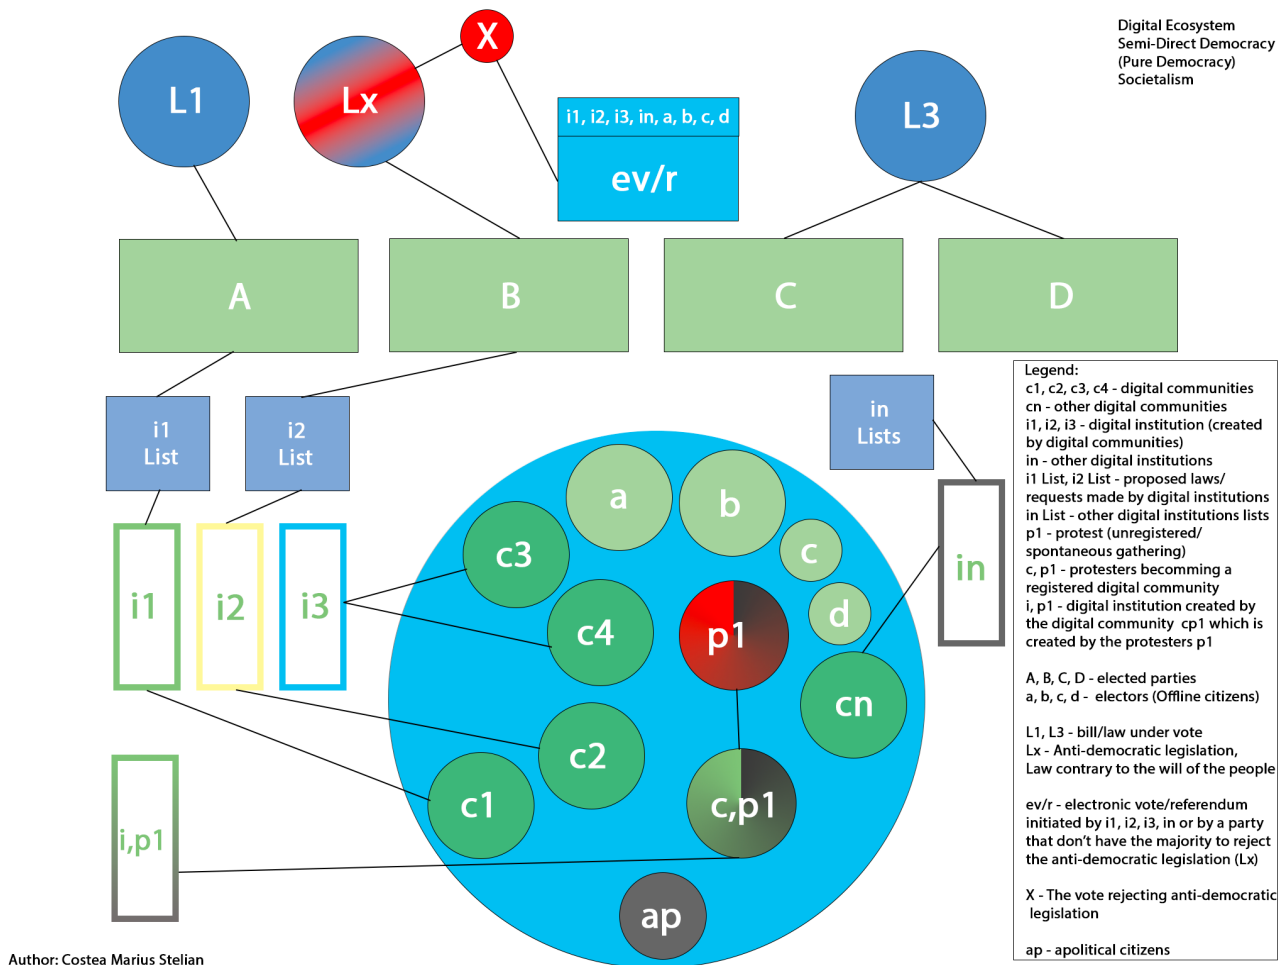 Digital Ecosystem
Semi-Direct Democracy
(Pure Democracy)
Societalism
X
L1
Lx
L3
i1, i2, i3, in, a, b, c, d
ev/r
A
B
C
D
i1
List
i2
List
in
Lists
a
b
c
d
c3
c4
p1
cn
c2
c1
c,p1
ap
i1
i2
i3
in
i,p1
Legend:
c1, c2, c3, c4 - digital communities
cn - other digital communities
i1, i2, i3 - digital institution (created
by digital communities)
in - other digital institutions
i1 List, i2 List - proposed laws/
requests made by digital institutions
in List - other digital institutions lists
p1 - protest (unregistered/
spontaneous gathering)
c, p1 - protesters becomming a
registered digital community
i, p1 - digital institution created by
the digital community cp1 which is
created by the protesters p1
A, B, C, D - elected parties
a, b, c, d - electors (Offline citizens)
L1, L3 - bill/law under vote
Lx - Anti-democratic legislation,
Law contrary to the will of the people
ev/r - electronic vote/referendum
initiated by i1, i2, i3, in or by a party
that don't have the majority to reject
the anti-democratic legislation (Lx)
X - The vote rejecting anti-democratic
legislation
ap - apolitical citizens
Author: Costea Marius Stelian